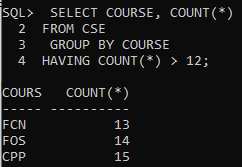 SQL> SELECT COURSE, COUNT(*)
2 FROM CSE
3 GROUP BY COURSE
4 HAVING COUNT(*) > 12;
COURS COUNT(*)
----- ----------
FCN 13
FOS 14
CPP 15